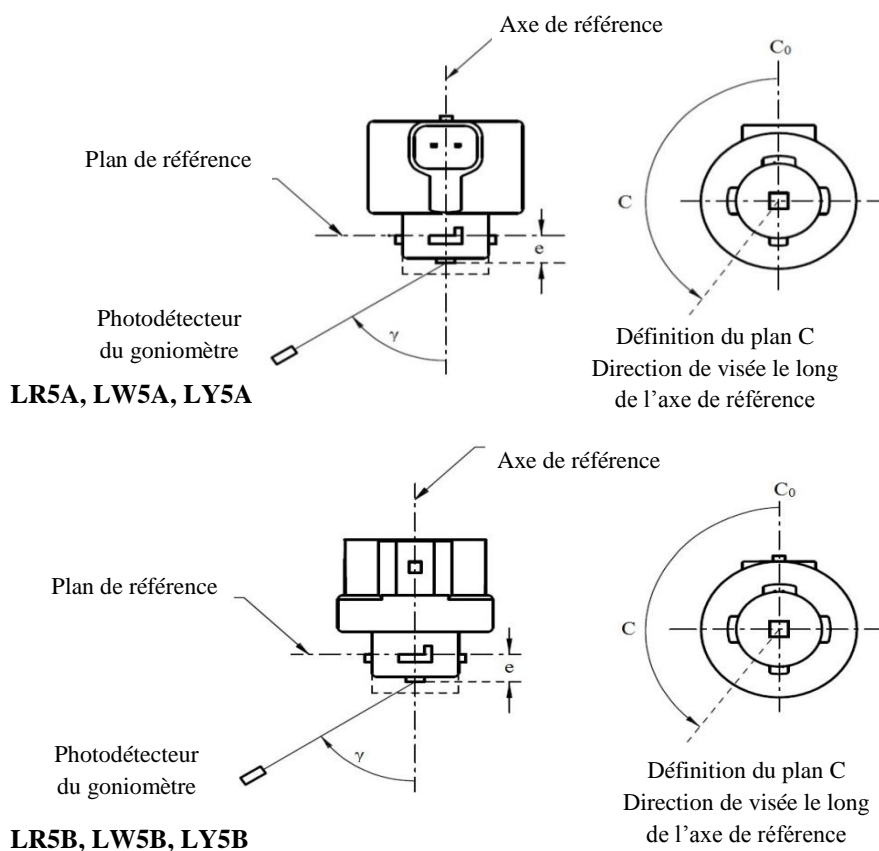 Axe de référence
C₀
Plan de référence
C
e
γ
Photodétecteur
du goniomètre
Définition du plan C
Direction de visée le long
de l’axe de référence
LR5A, LW5A, LY5A
Axe de référence
C₀
Plan de référence
C
e
γ
Photodétecteur
du goniomètre
Définition du plan C
Direction de visée le long
de l’axe de référence
LR5B, LW5B, LY5B